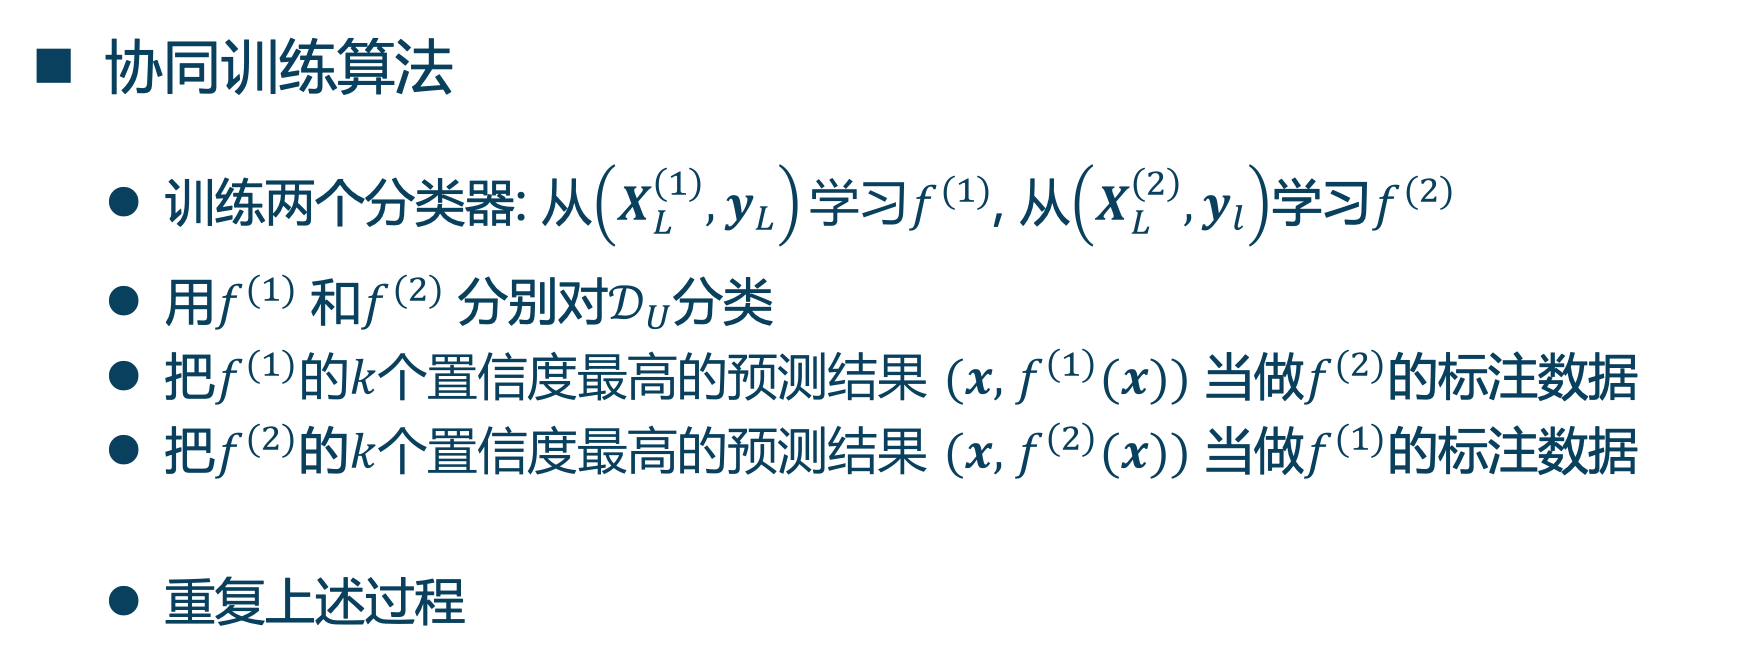 ■ 协同训练算法
● 训练两个分类器: 从(𝑿_L^(1), 𝒚_L) 学习f^(1), 从(𝑿_L^(2), 𝒚_l)学习f^(2)
● 用f^(1) 和f^(2) 分别对𝒟_U分类
● 把f^(1)的k个置信度最高的预测结果 (𝒙, f^(1)(𝒙)) 当做f^(2)的标注数据
● 把f^(2)的k个置信度最高的预测结果 (𝒙, f^(2)(𝒙)) 当做f^(1)的标注数据
● 重复上述过程